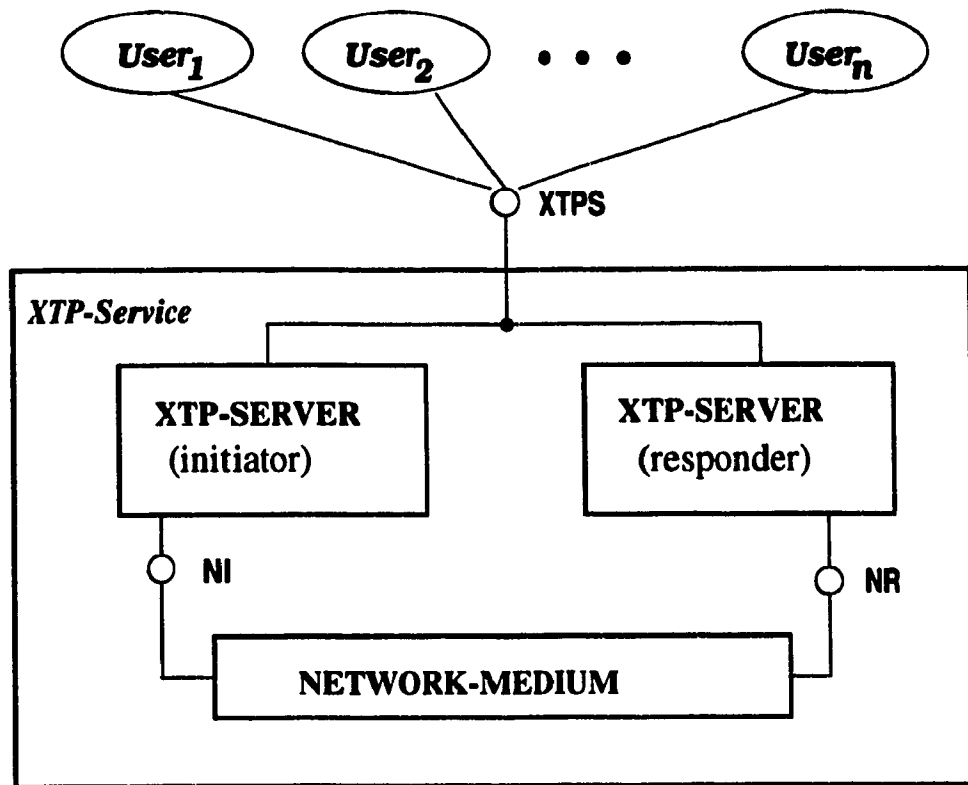 User1
User2
• • •
Usern
XTPS
XTP-Service
XTP-SERVER
(initiator)
XTP-SERVER
(responder)
NI
NR
NETWORK-MEDIUM